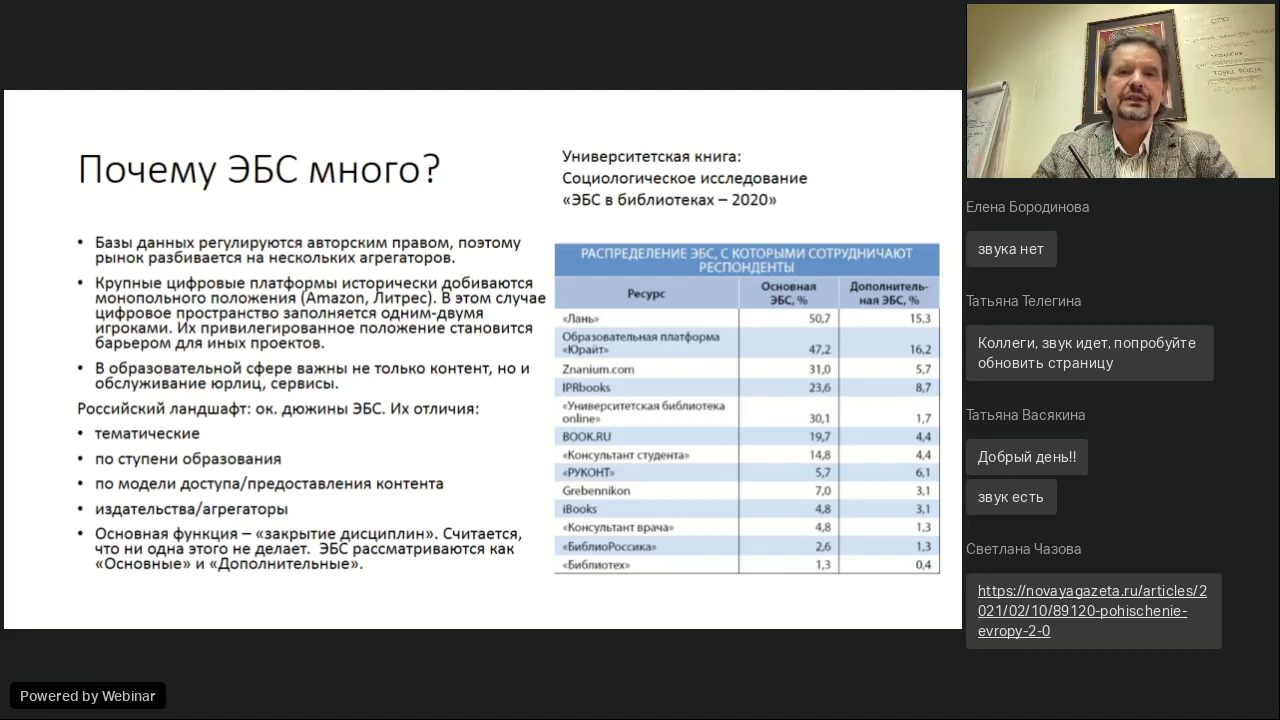 Почему ЭБС много?
• Базы данных регулируются авторским правом, поэтому
рынок разбивается на нескольких агрегаторов.
• Крупные цифровые платформы исторически добиваются
монопольного положения (Amazon, Литрес). В этом случае
цифровое пространство заполняется одним-двумя
игроками. Их привилегированное положение становится
барьером для иных проектов.
• В образовательной сфере важны не только контент, но и
обслуживание юрлиц, сервисы.
Российский ландшафт: ок. дюжины ЭБС. Их отличия:
• тематические
• по ступени образования
• по модели доступа/предоставления контента
• издательства/агрегаторы
• Основная функция – «закрытие дисциплин». Считается,
что ни одна этого не делает. ЭБС рассматриваются как
«Основные» и «Дополнительные».
Университетская книга:
Социологическое исследование
«ЭБС в библиотеках – 2020»
РАСПРЕДЕЛЕНИЕ ЭБС, С КОТОРЫМИ СОТРУДНИЧАЮТ
РЕСПОНДЕНТЫ
Ресурс Основная ЭБС, % Дополнитель-ная ЭБС, %
«Лань» 50,7 15,3
Образовательная платформа
«Юрайт» 47,2 16,2
Znanium.com 31,0 5,7
IPRbooks 23,6 8,7
«Университетская библиотека
online» 30,1 1,7
BOOK.RU 19,7 4,4
«Консультант студента» 14,8 4,4
«РУКОНТ» 5,7 6,1
Grebennikon 7,0 3,1
iBooks 4,8 3,1
«Консультант врача» 4,8 1,3
«БиблиоРоссика» 2,6 1,3
«Библиотех» 1,3 0,4
СПО
ТОЧКА РОСТА
Елена Бородинова
звука нет
Татьяна Телегина
Коллеги, звук идет, попробуйте
обновить страницу
Татьяна Васякина
Добрый день!!
звук есть
Светлана Чазова
https://novayagazeta.ru/articles/2
021/02/10/89120-pohischenie-
evropy-2-0
Powered by Webinar